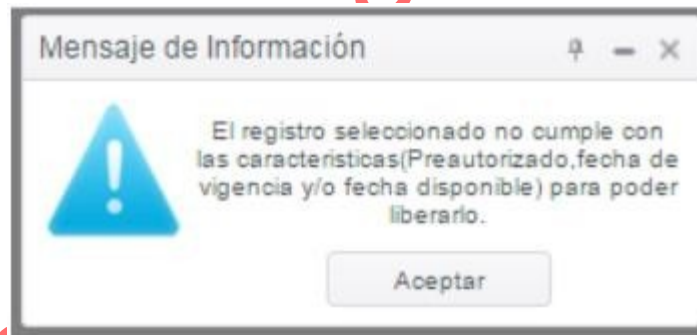 Mensaje de Información
El registro seleccionado no cumple con
las caracteristicas(Preautorizado,fecha de
vigencia y/o fecha disponible) para poder
liberarlo.
Aceptar